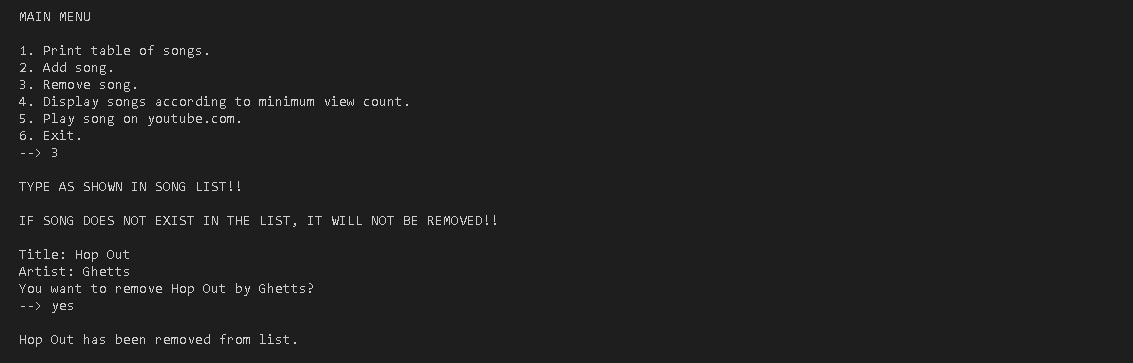 MAIN MENU
1. Print table of songs.
2. Add song.
3. Remove song.
4. Display songs according to minimum view count.
5. Play song on youtube.com.
6. Exit.
--> 3
TYPE AS SHOWN IN SONG LIST!!
IF SONG DOES NOT EXIST IN THE LIST, IT WILL NOT BE REMOVED!!
Title: Hop Out
Artist: Ghetts
You want to remove Hop Out by Ghetts?
--> yes
Hop Out has been removed from list.